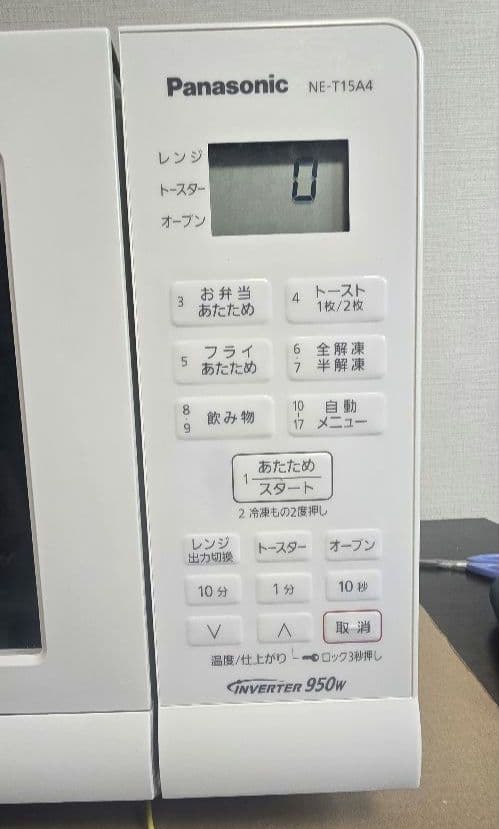 Panasonic NE-T15A4
レンジ
トースター
オーブン
0
3 お弁当
あたため
4 トースト
1枚/2枚
5 フライ
あたため
6・7 全解凍
半解凍
8・9 飲み物
10-17 自動
メニュー
1 あたため
スタート
2 冷凍もの2度押し
レンジ
出力切換
トースター
オーブン
10分
1分
10秒
∨
∧
取消
温度/仕上がり
ロック3秒押し
INVERTER 950W